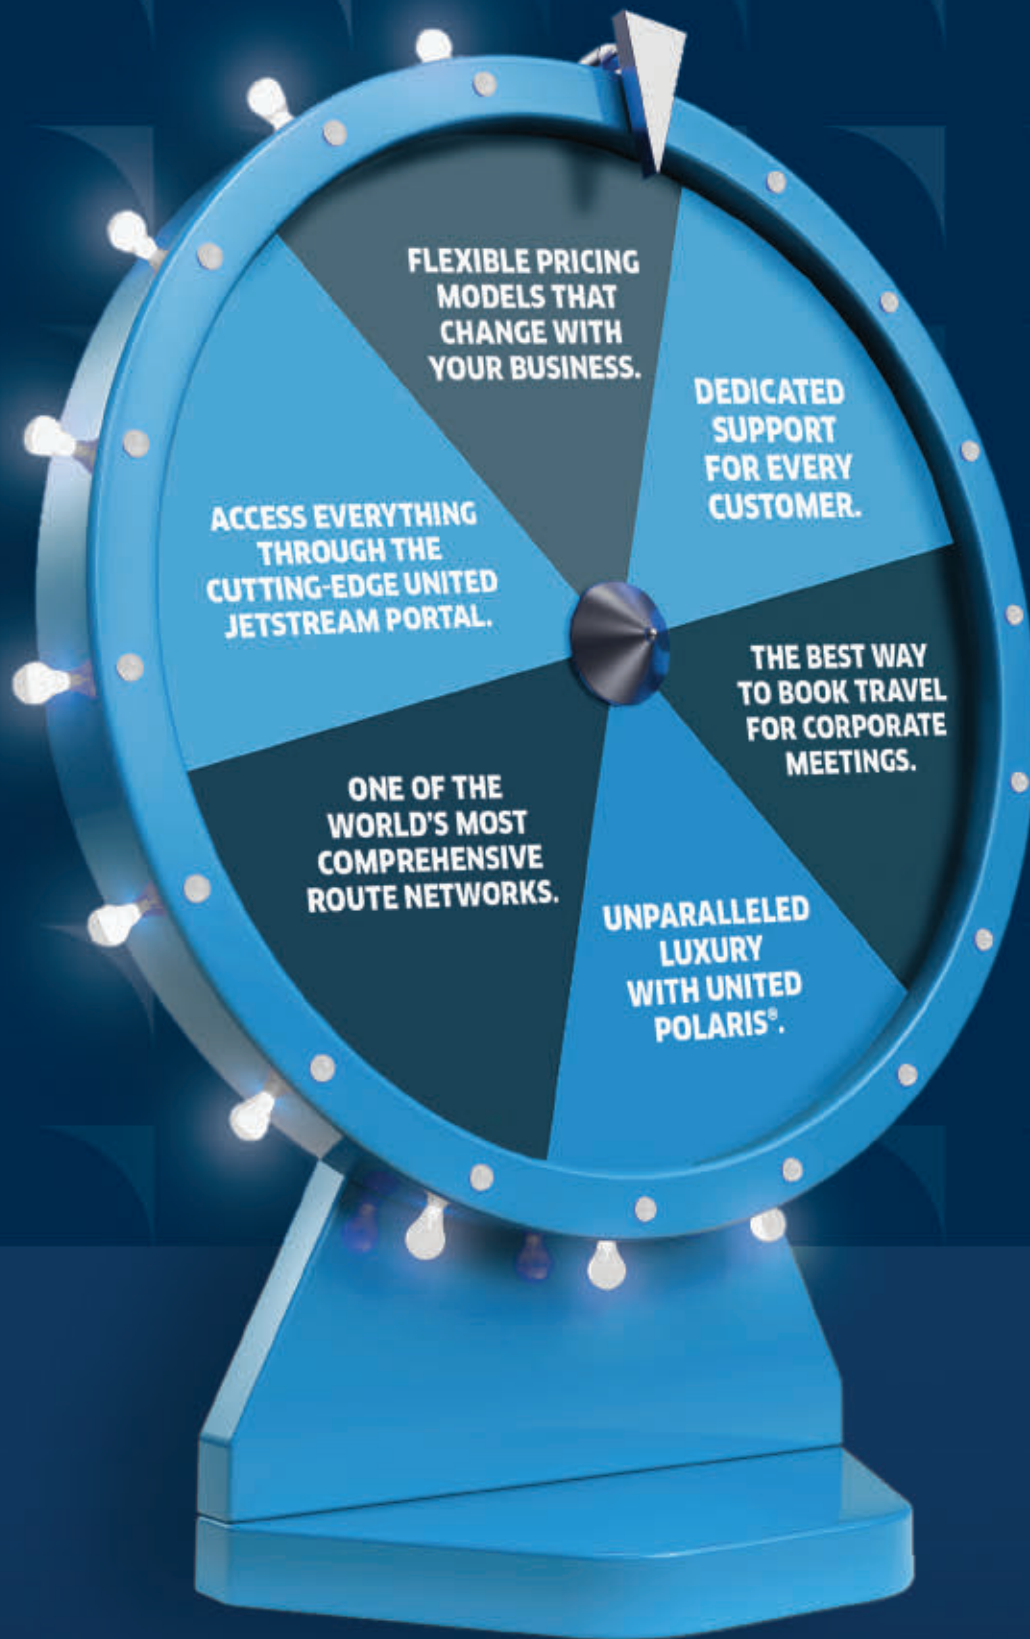 FLEXIBLE PRICING
MODELS THAT
CHANGE WITH
YOUR BUSINESS.
DEDICATED
SUPPORT
FOR EVERY
CUSTOMER.
ACCESS EVERYTHING
THROUGH THE
CUTTING-EDGE UNITED
JETSTREAM PORTAL.
THE BEST WAY
TO BOOK TRAVEL
FOR CORPORATE
MEETINGS.
ONE OF THE
WORLD'S MOST
COMPREHENSIVE
ROUTE NETWORKS.
UNPARALLELED
LUXURY
WITH UNITED
POLARIS®.